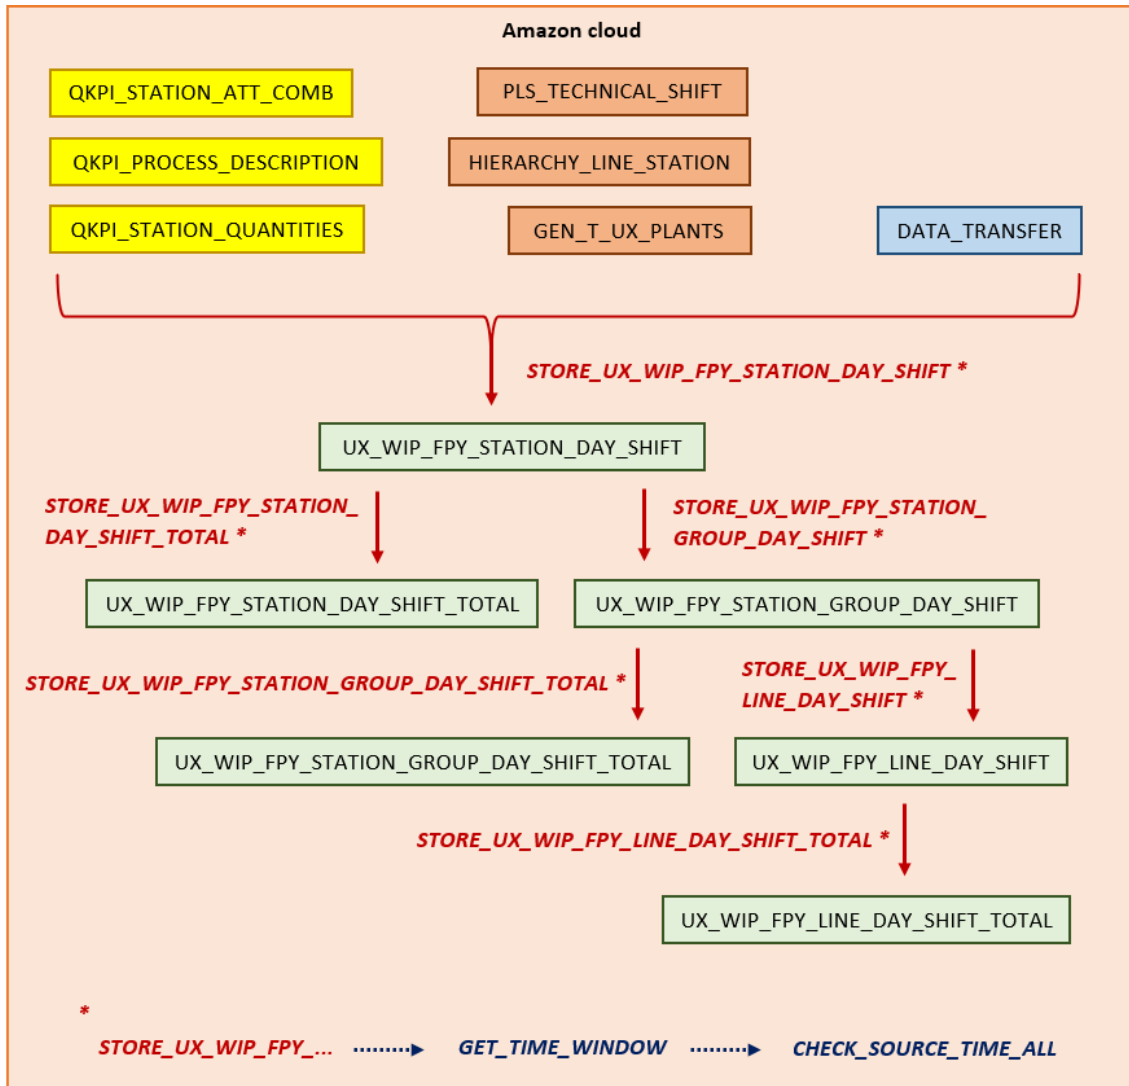 Amazon cloud
QKPI_STATION_ATT_COMB
PLS_TECHNICAL_SHIFT
QKPI_PROCESS_DESCRIPTION
HIERARCHY_LINE_STATION
QKPI_STATION_QUANTITIES
GEN_T_UX_PLANTS
DATA_TRANSFER
STORE_UX_WIP_FPY_STATION_DAY_SHIFT *
UX_WIP_FPY_STATION_DAY_SHIFT
STORE_UX_WIP_FPY_STATION_
DAY_SHIFT_TOTAL *
STORE_UX_WIP_FPY_STATION_
GROUP_DAY_SHIFT *
UX_WIP_FPY_STATION_DAY_SHIFT_TOTAL
UX_WIP_FPY_STATION_GROUP_DAY_SHIFT
STORE_UX_WIP_FPY_STATION_GROUP_DAY_SHIFT_TOTAL *
STORE_UX_WIP_FPY_
LINE_DAY_SHIFT *
UX_WIP_FPY_STATION_GROUP_DAY_SHIFT_TOTAL
UX_WIP_FPY_LINE_DAY_SHIFT
STORE_UX_WIP_FPY_LINE_DAY_SHIFT_TOTAL *
UX_WIP_FPY_LINE_DAY_SHIFT_TOTAL
*
STORE_UX_WIP_FPY_...
GET_TIME_WINDOW
CHECK_SOURCE_TIME_ALL